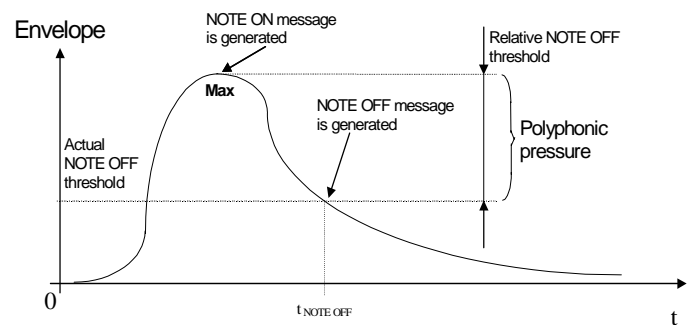 NOTE ON message
is generated
Envelope
Relative NOTE OFF
threshold
Max
NOTE OFF message
is generated
Polyphonic
pressure
Actual
NOTE OFF
threshold
0
t NOTE OFF
t